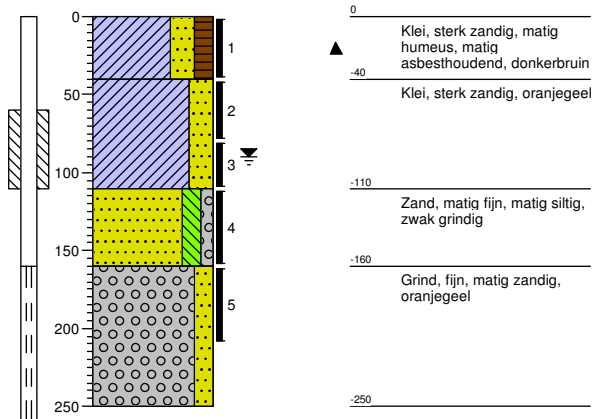 0
50
100
150
200
250
1
2
3
4
5
0
Klei, sterk zandig, matig
humeus, matig
asbesthoudend, donkerbruin
-40
Klei, sterk zandig, oranjegeel
-110
Zand, matig fijn, matig siltig,
zwak grindig
-160
Grind, fijn, matig zandig,
oranjegeel
-250